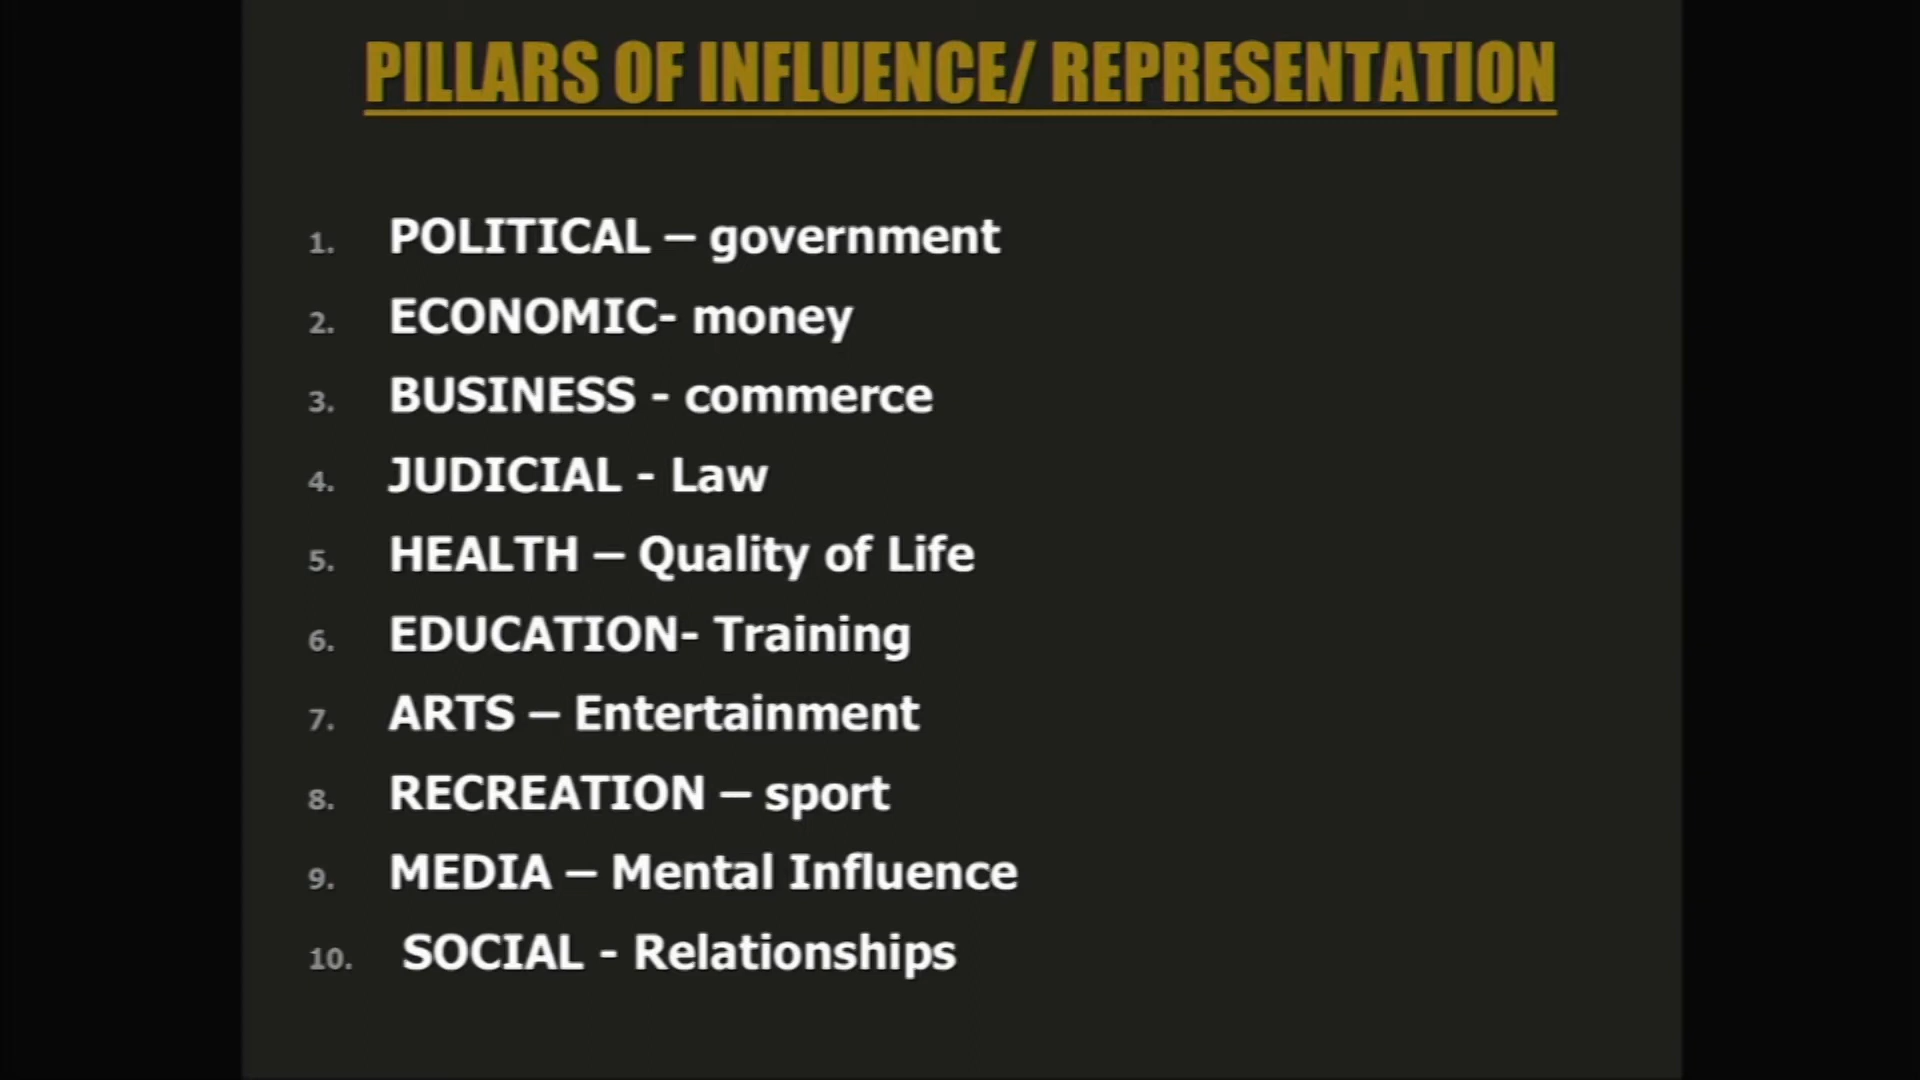 PILLARS OF INFLUENCE/ REPRESENTATION
1. POLITICAL – government
2. ECONOMIC- money
3. BUSINESS - commerce
4. JUDICIAL - Law
5. HEALTH – Quality of Life
6. EDUCATION- Training
7. ARTS – Entertainment
8. RECREATION – sport
9. MEDIA – Mental Influence
10. SOCIAL - Relationships